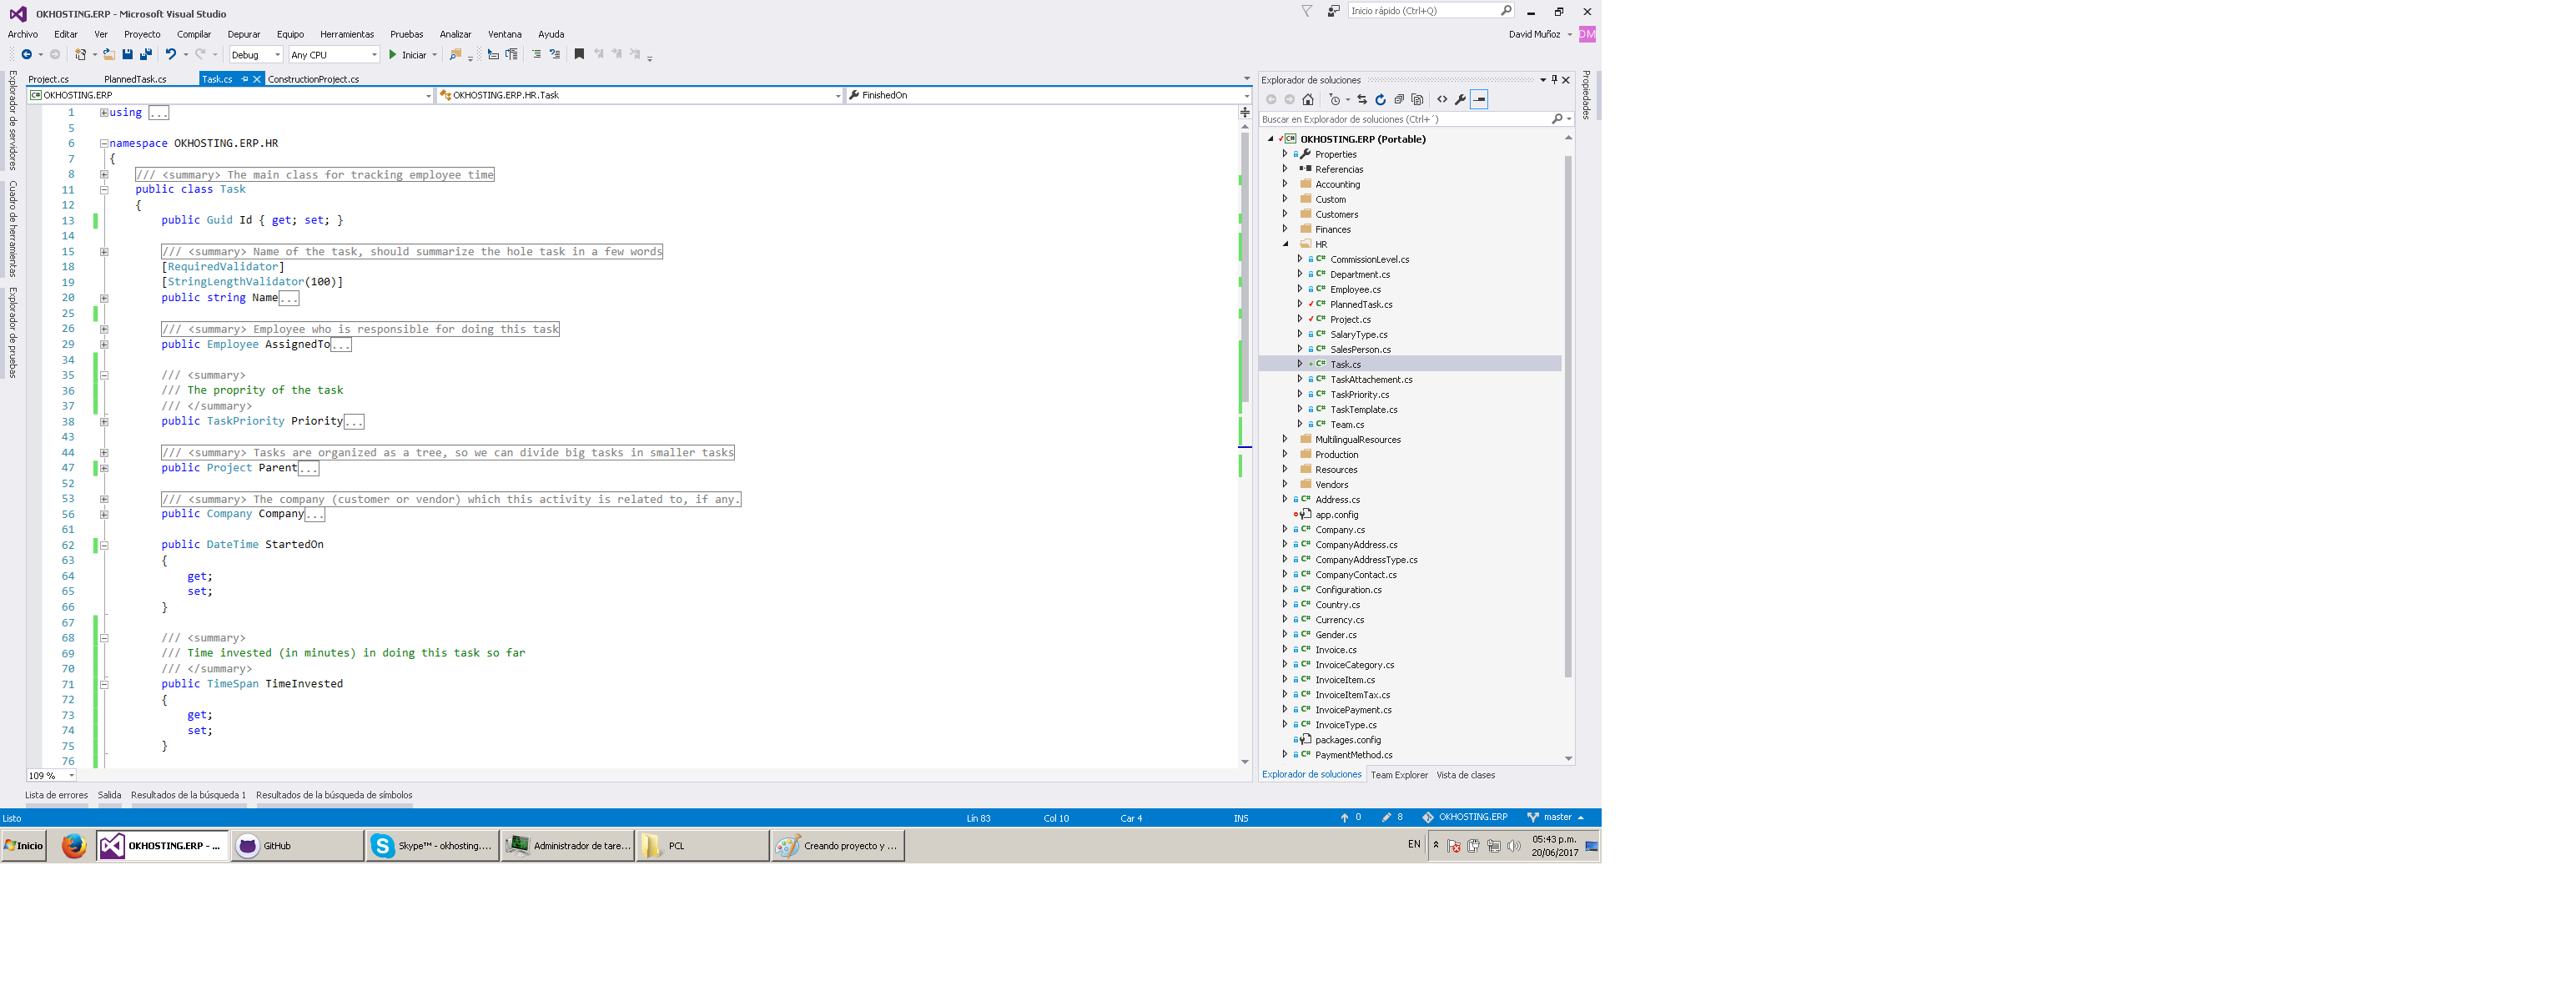 OKHOSTING.ERP - Microsoft Visual Studio
Inicio rápido (Ctrl+Q)
Archivo Editar Ver Proyecto Compilar Depurar Equipo Herramientas Pruebas Analizar Ventana Ayuda
David Muñoz DM
Debug Any CPU Iniciar
Explorador de servidores
Cuadro de herramientas
Explorador de pruebas
Project.cs PlannedTask.cs Task.cs ConstructionProject.cs
OKHOSTING.ERP OKHOSTING.ERP.HR.Task FinishedOn
1 using ...
5
6 namespace OKHOSTING.ERP.HR
7 {
8 /// <summary> The main class for tracking employee time
11 public class Task
12 {
13 public Guid Id { get; set; }
14
15 /// <summary> Name of the task, should summarize the hole task in a few words
18 [RequiredValidator]
19 [StringLengthValidator(100)]
20 public string Name...
25
26 /// <summary> Employee who is responsible for doing this task
29 public Employee AssignedTo...
34
35 /// <summary>
36 /// The proprity of the task
37 /// </summary>
38 public TaskPriority Priority...
43
44 /// <summary> Tasks are organized as a tree, so we can divide big tasks in smaller tasks
47 public Project Parent...
52
53 /// <summary> The company (customer or vendor) which this activity is related to, if any.
56 public Company Company...
61
62 public DateTime StartedOn
63 {
64 get;
65 set;
66 }
67
68 /// <summary>
69 /// Time invested (in minutes) in doing this task so far
70 /// </summary>
71 public TimeSpan TimeInvested
72 {
73 get;
74 set;
75 }
76
109 %
Explorador de soluciones
Buscar en Explorador de soluciones (Ctrl+´)
OKHOSTING.ERP (Portable)
Properties
Referencias
Accounting
Custom
Customers
Finances
HR
CommissionLevel.cs
Department.cs
Employee.cs
PlannedTask.cs
Project.cs
SalaryType.cs
SalesPerson.cs
Task.cs
TaskAttachement.cs
TaskPriority.cs
TaskTemplate.cs
Team.cs
MultilingualResources
Production
Resources
Vendors
Address.cs
app.config
Company.cs
CompanyAddress.cs
CompanyAddressType.cs
CompanyContact.cs
Configuration.cs
Country.cs
Currency.cs
Gender.cs
Invoice.cs
InvoiceCategory.cs
InvoiceItem.cs
InvoiceItemTax.cs
InvoicePayment.cs
InvoiceType.cs
packages.config
PaymentMethod.cs
Explorador de soluciones Team Explorer Vista de clases
Propiedades
Lista de errores Salida Resultados de la búsqueda 1 Resultados de la búsqueda de símbolos
Listo Lín 83 Col 10 Car 4 INS 0 8 OKHOSTING.ERP master
Inicio OKHOSTING.ERP - ... GitHub Skype™ - okhosting.... Administrador de tare... PCL Creando proyecto y ... EN 05:43 p.m.
20/06/2017